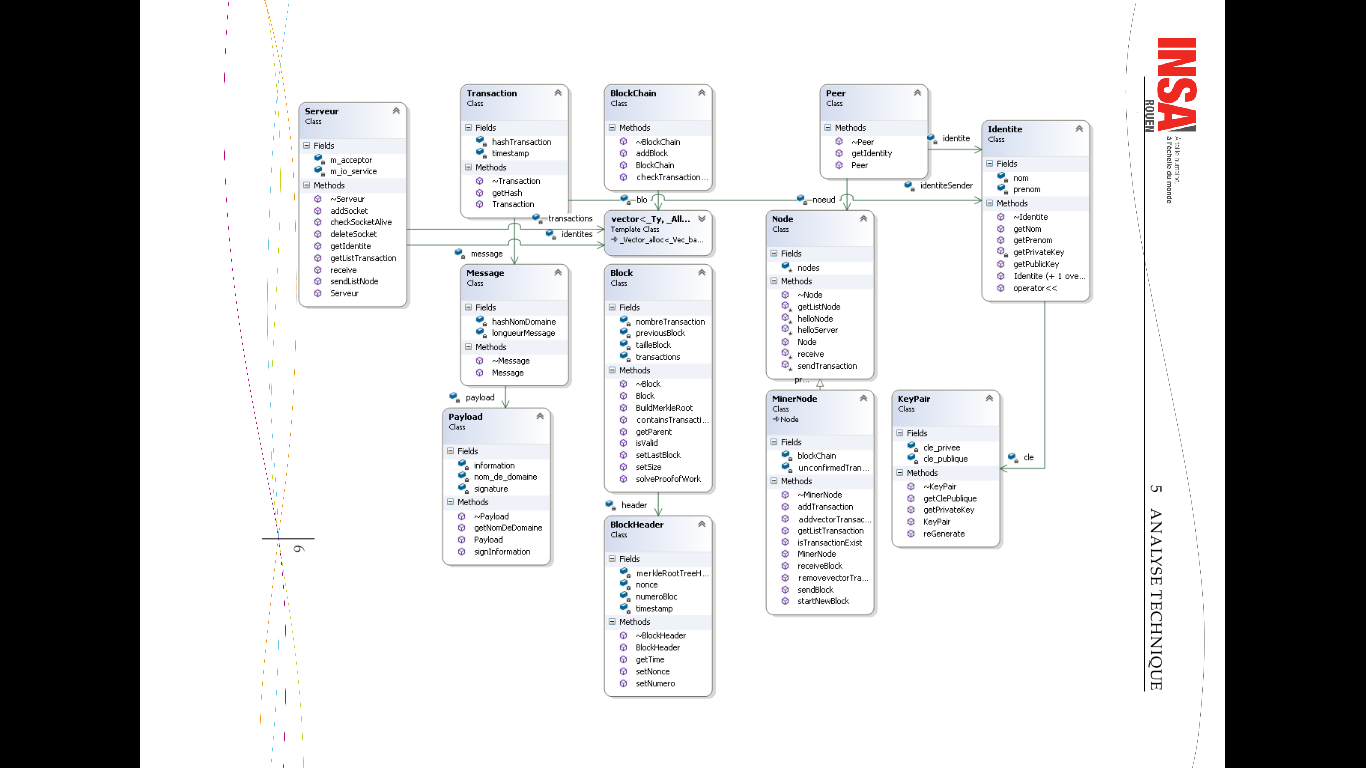 INSA
ROUEN
à l'échelle du monde
5 ANALYSE TECHNIQUE
6
Serveur
Class
Fields
m_acceptor
m_io_service
Methods
~Serveur
addSocket
checkSocketAlive
deleteSocket
getIdentite
getListTransaction
receive
sendListNode
Serveur
Transaction
Class
Fields
hashTransaction
timestamp
Methods
~Transaction
getHash
Transaction
BlockChain
Class
Methods
~BlockChain
addBlock
BlockChain
checkTransaction...
Peer
Class
Methods
~Peer
getIdentity
Peer
identite
identiteSender
Identite
Class
Fields
nom
prenom
Methods
~Identite
getNom
getPrenom
getPrivateKey
getPublicKey
Identite (+ 1 ove...
operator<<
blo
noeud
transactions
identites
message
vector<_Ty, _All...
Template Class
_Vector_alloc<_Vec_ba...
Node
Class
Fields
nodes
Methods
~Node
getListNode
helloNode
helloServer
Node
receive
sendTransaction
pr...
Message
Class
Fields
hashNomDomaine
longueurMessage
Methods
~Message
Message
payload
Block
Class
Fields
nombreTransaction
previousBlock
tailleBlock
transactions
Methods
~Block
Block
BuildMerkleRoot
containsTransacti...
getParent
isValid
setLastBlock
setSize
solveProofofWork
header
Payload
Class
Fields
information
nom_de_domaine
signature
Methods
~Payload
getNomDeDomaine
Payload
signInformation
BlockHeader
Class
Fields
merkleRootTreeH...
nonce
numeroBloc
timestamp
Methods
~BlockHeader
BlockHeader
getTime
setNonce
setNumero
MinerNode
Class
Node
Fields
blockChain
unconfirmedTran...
Methods
~MinerNode
addTransaction
addvectorTransac...
getListTransaction
isTransactionExist
MinerNode
receiveBlock
removevectorTra...
sendBlock
startNewBlock
KeyPair
Class
Fields
cle_privee
cle_publique
Methods
~KeyPair
getClePublique
getPrivateKey
KeyPair
reGenerate
cle